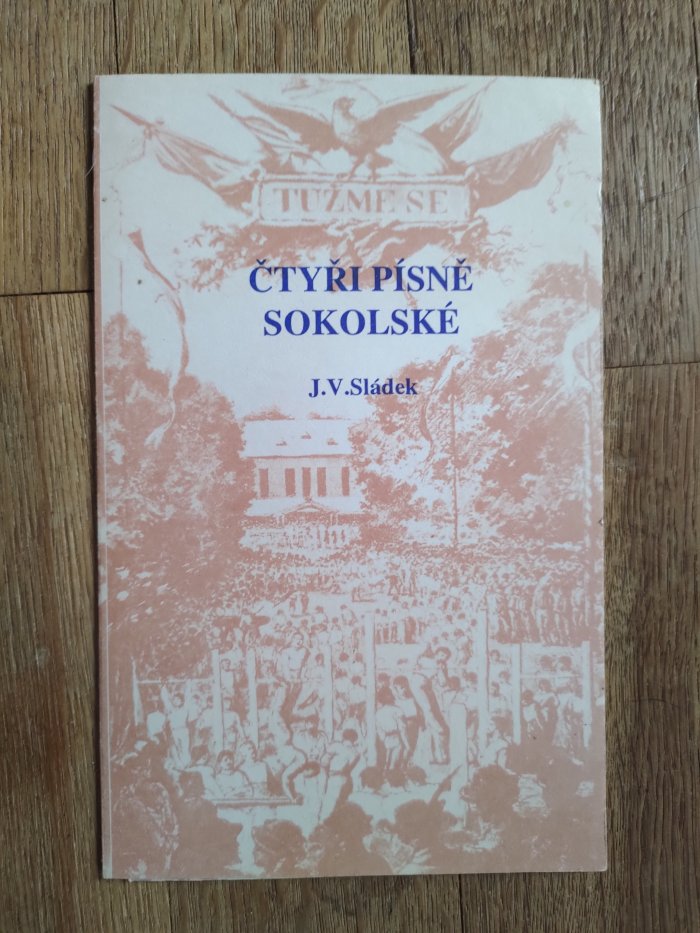 TUŽME SE
ČTYŘI PÍSNĚ
SOKOLSKÉ
J.V.Sládek